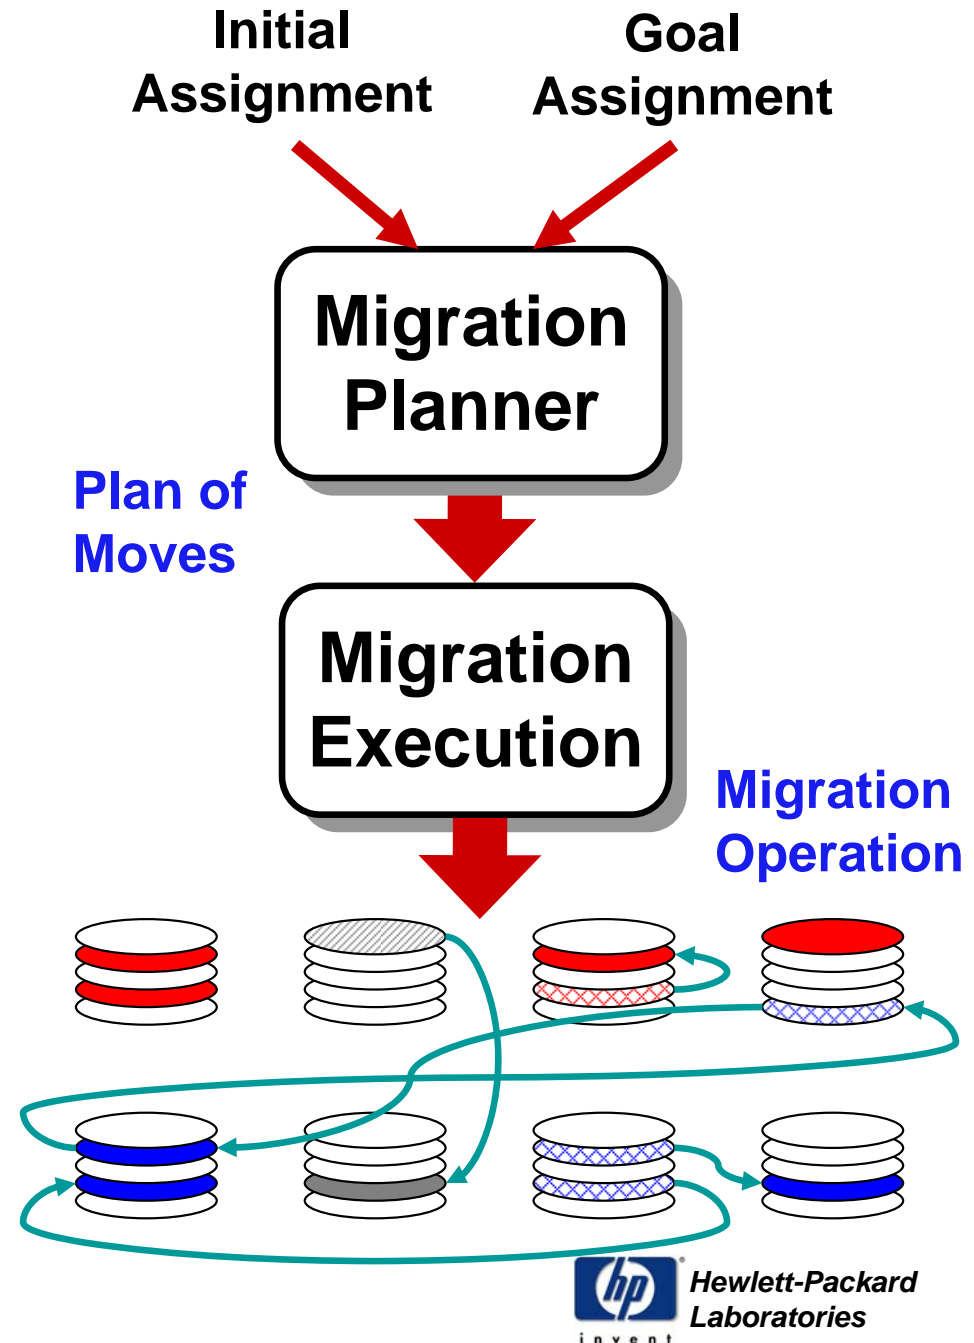 Initial
Assignment
Goal
Assignment
Migration
Planner
Plan of
Moves
Migration
Execution
Migration
Operation
hp
invent
Hewlett-Packard
Laboratories